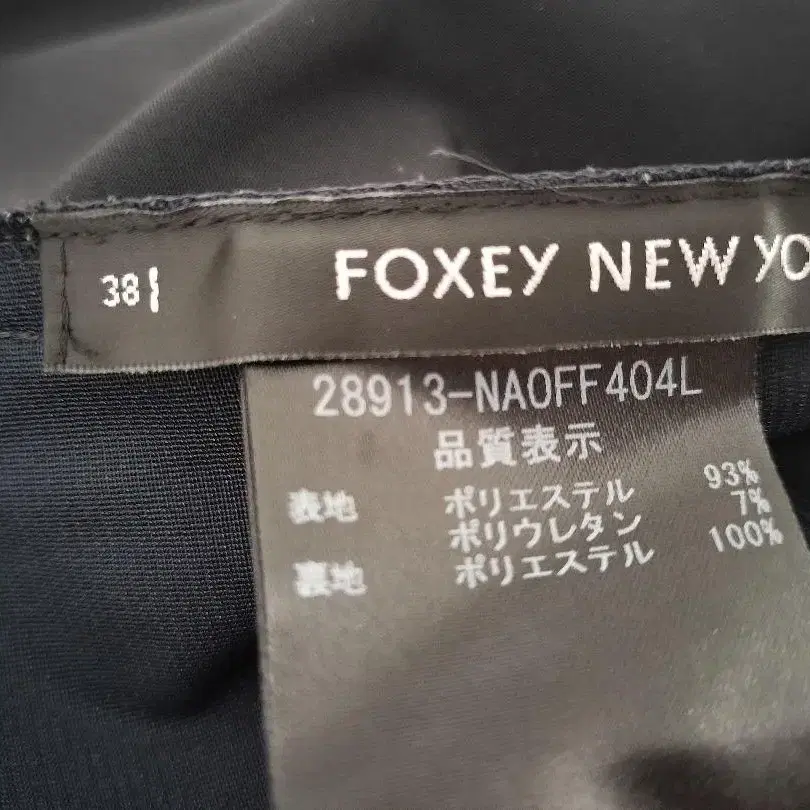 38
FOXEY NEW YO
28913-NAOFF404L
品質表示
表地 ポリエステル 93%
ポリウレタン 7%
裏地 ポリエステル 100%